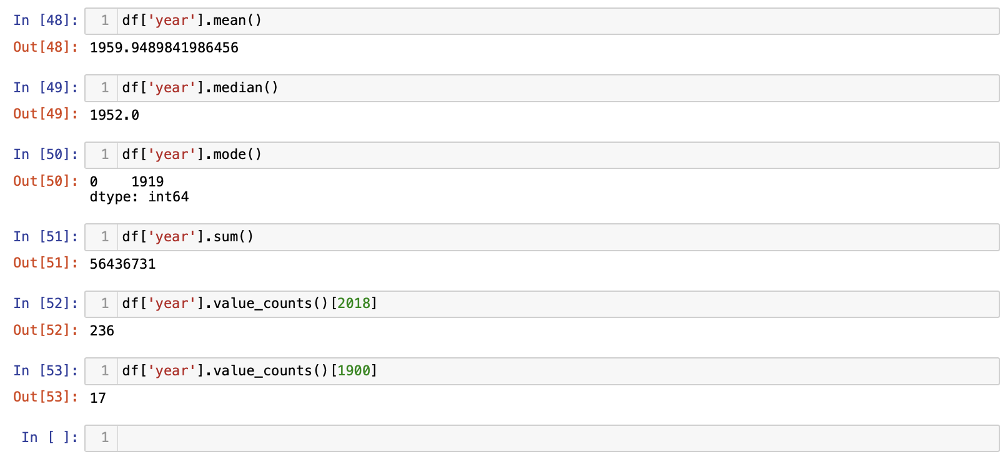 In [48]: 1 df['year'].mean()
Out[48]: 1959.9489841986456
In [49]: 1 df['year'].median()
Out[49]: 1952.0
In [50]: 1 df['year'].mode()
Out[50]: 0    1919
dtype: int64
In [51]: 1 df['year'].sum()
Out[51]: 56436731
In [52]: 1 df['year'].value_counts()[2018]
Out[52]: 236
In [53]: 1 df['year'].value_counts()[1900]
Out[53]: 17
In [ ]: 1